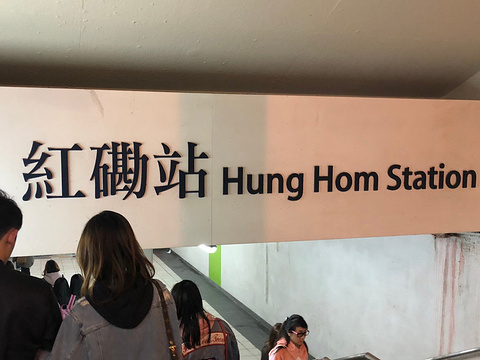 紅磡站 Hung Hom Station